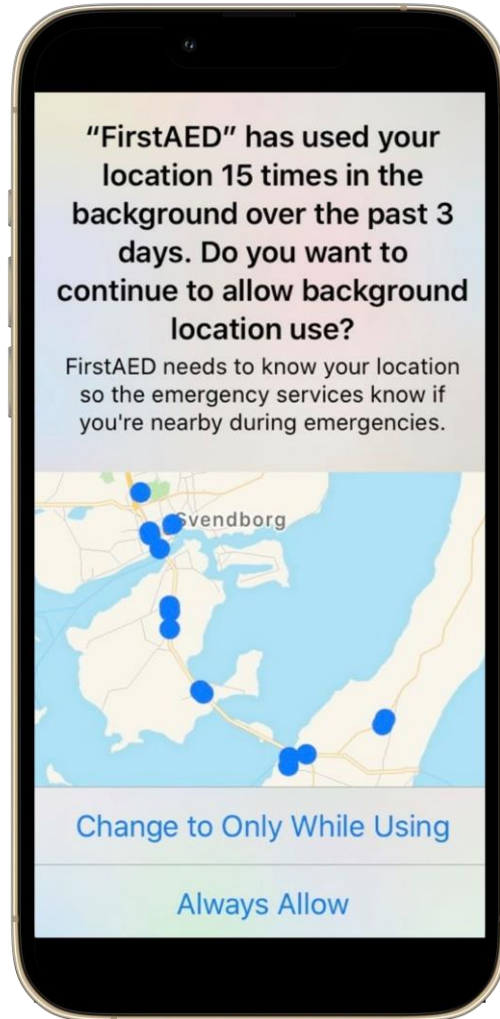 “FirstAED” has used your
location 15 times in the
background over the past 3
days. Do you want to
continue to allow background
location use?
FirstAED needs to know your location
so the emergency services know if
you're nearby during emergencies.
Svendborg
Change to Only While Using
Always Allow